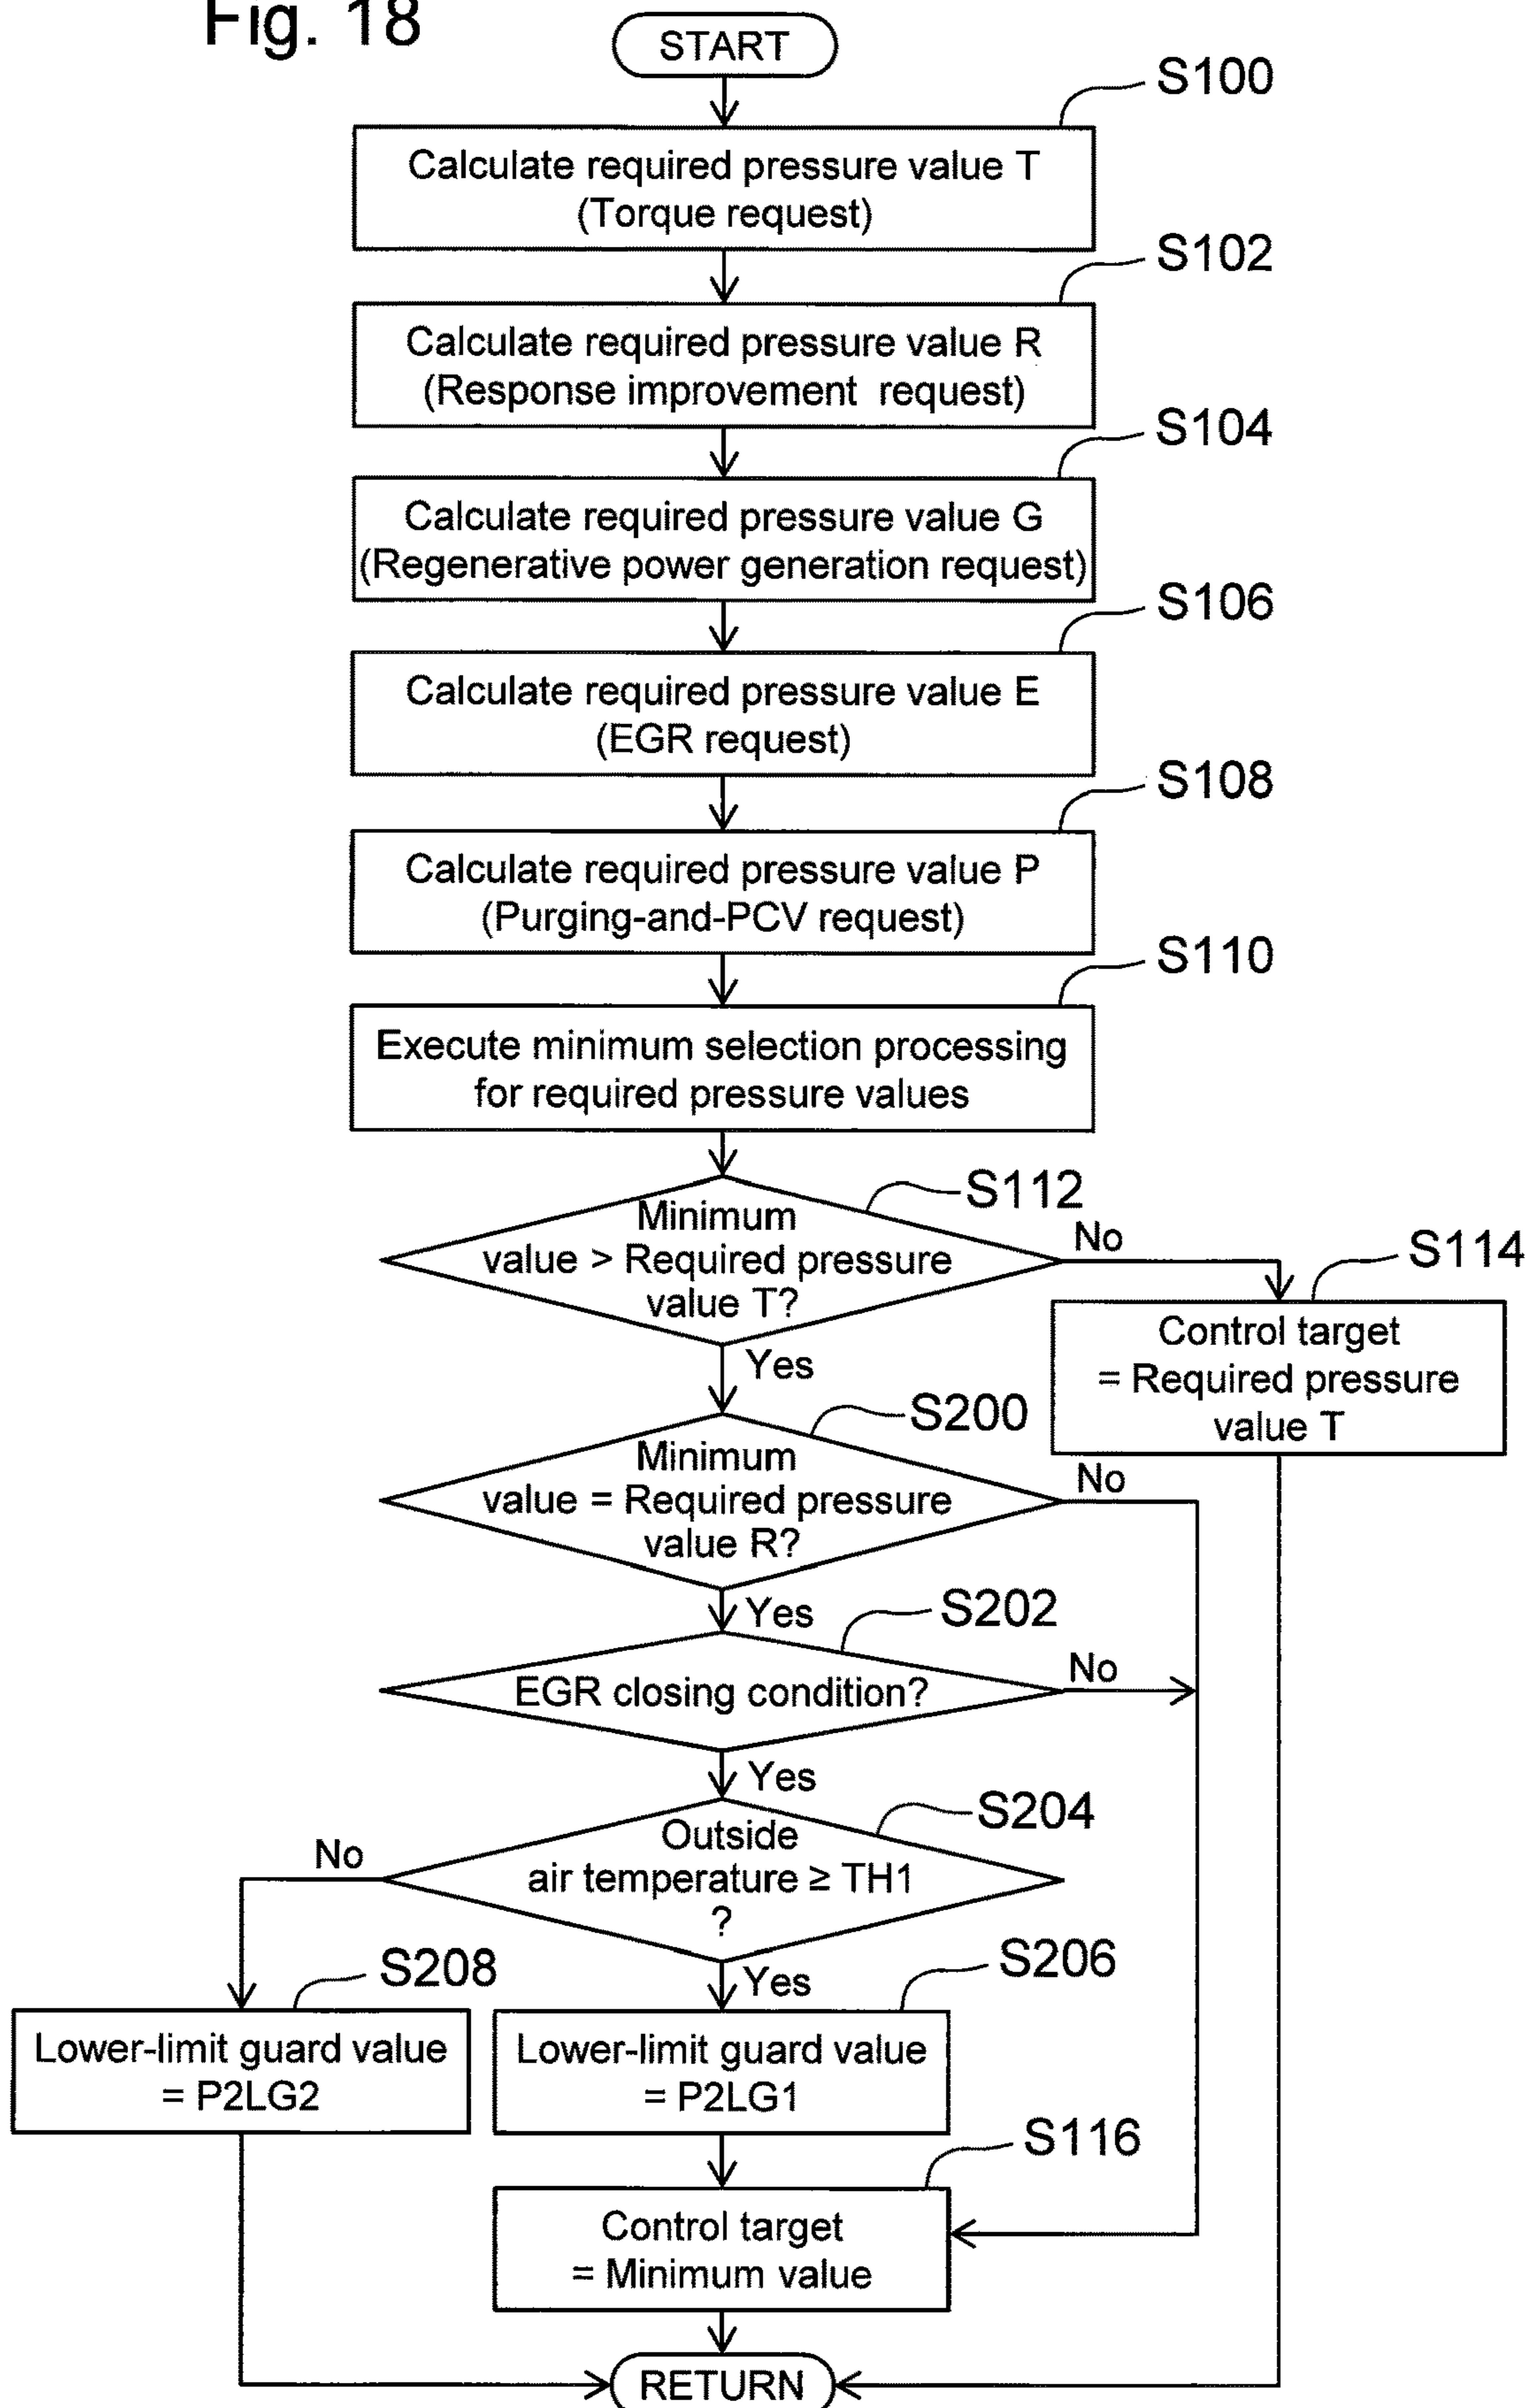 Fig. 18
START
S100
Calculate required pressure value T
(Torque request)
S102
Calculate required pressure value R
(Response improvement request)
S104
Calculate required pressure value G
(Regenerative power generation request)
S106
Calculate required pressure value E
(EGR request)
S108
Calculate required pressure value P
(Purging-and-PCV request)
S110
Execute minimum selection processing
for required pressure values
S112
Minimum
value > Required pressure
value T?
No
S114
Control target
= Required pressure
value T
Yes
S200
Minimum
value = Required pressure
value R?
No
Yes
S202
EGR closing condition?
No
Yes
S204
Outside
air temperature ≥ TH1
?
No
Yes
S208
Lower-limit guard value
= P2LG2
S206
Lower-limit guard value
= P2LG1
S116
Control target
= Minimum value
RETURN